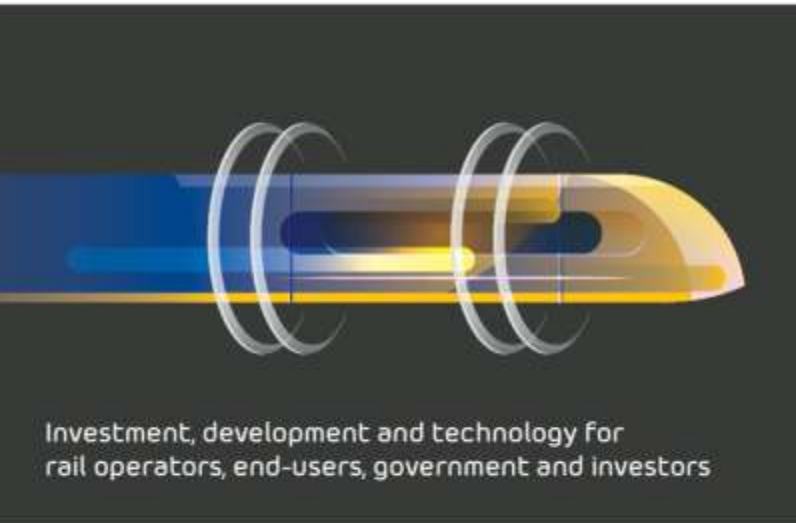 Investment, development and technology for
rail operators, end-users, government and investors